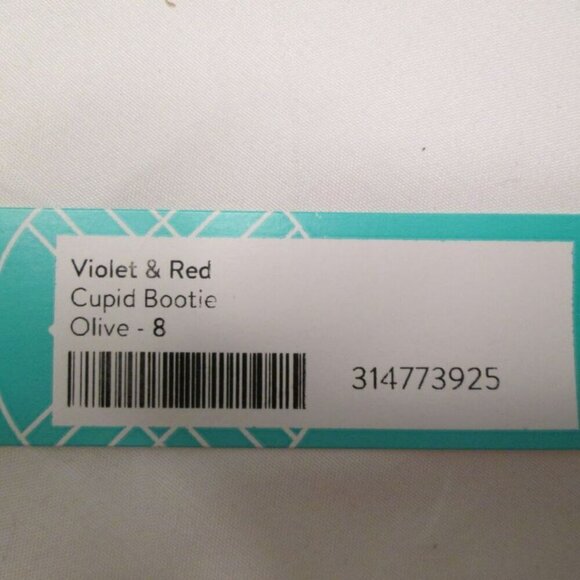 Violet & Red
Cupid Bootie
Olive - 8
314773925